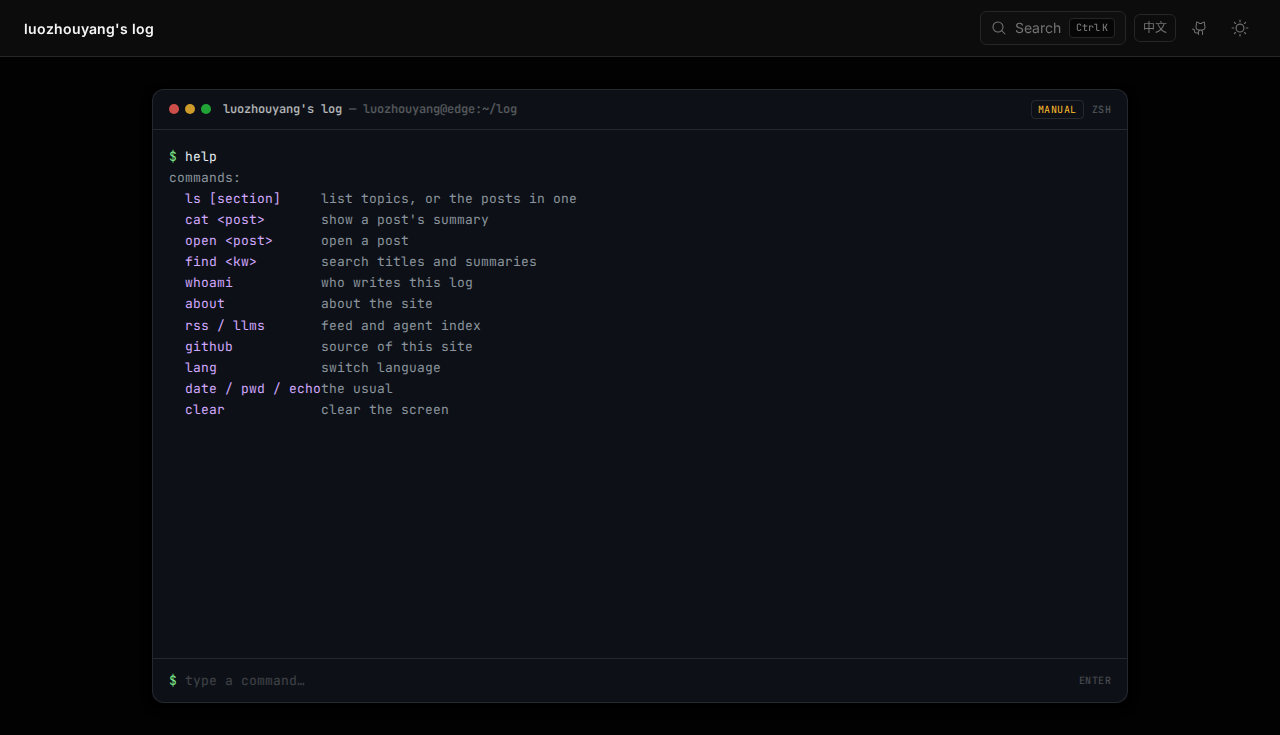 luozhouyang's log
Search Ctrl K 中文
luozhouyang's log — luozhouyang@edge:~/log MANUAL ZSH
$ help
commands:
ls [section] list topics, or the posts in one
cat <post> show a post's summary
open <post> open a post
find <kw> search titles and summaries
whoami who writes this log
about about the site
rss / llms feed and agent index
github source of this site
lang switch language
date / pwd / echo the usual
clear clear the screen
$ type a command… ENTER